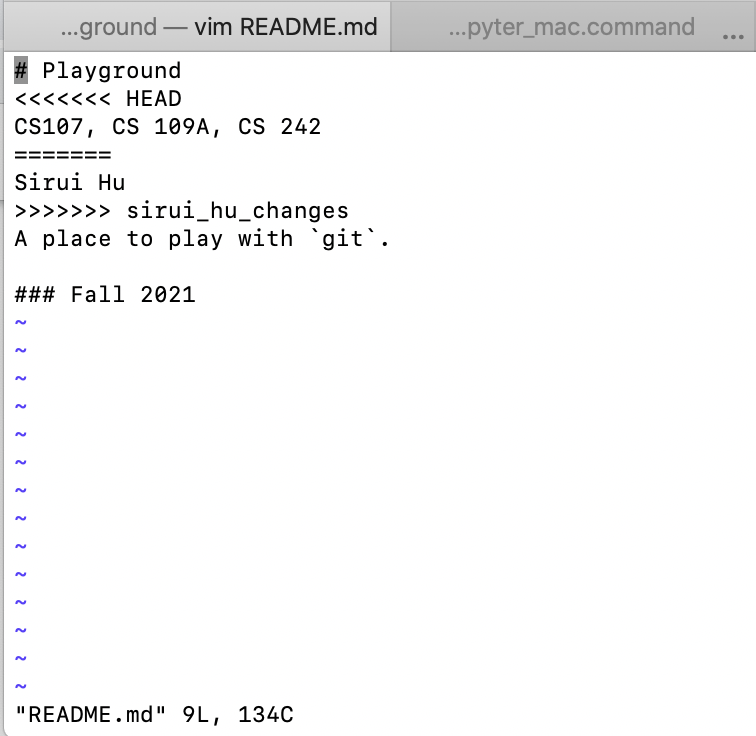 ...ground — vim README.md
...pyter_mac.command
...
# Playground
<<<<<<< HEAD
CS107, CS 109A, CS 242
=======
Sirui Hu
>>>>>>> sirui_hu_changes
A place to play with `git`.
### Fall 2021
~
~
~
~
~
~
~
~
~
~
~
~
~
~
"README.md" 9L, 134C